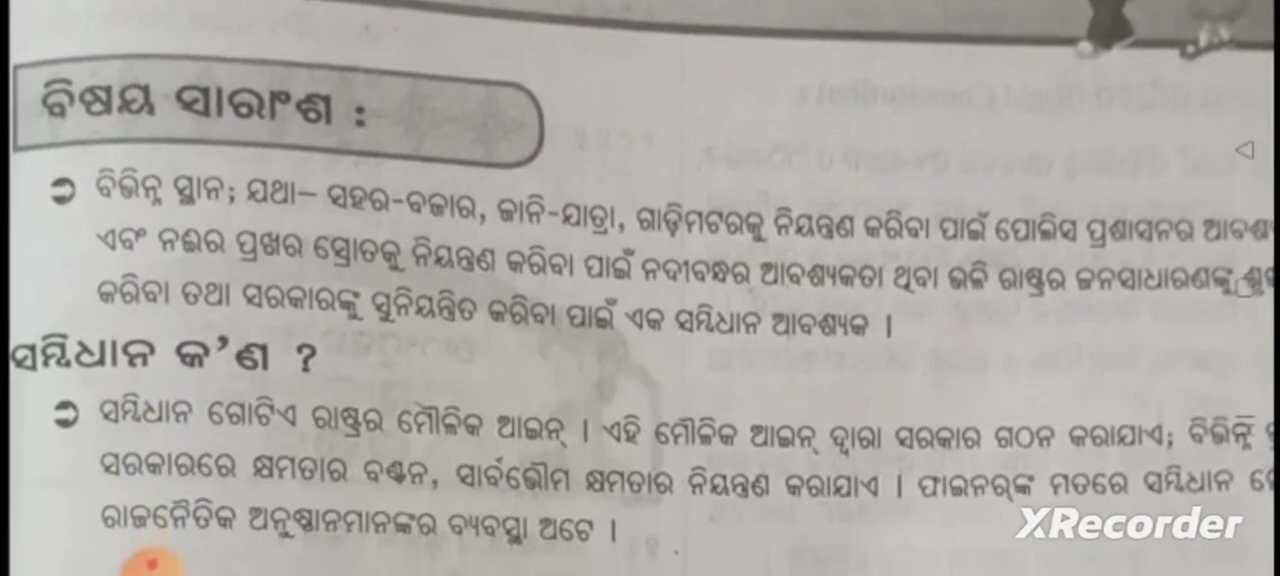 ବିଷୟ ସାରାଂଶ :
ବିଭିନ୍ନ ସ୍ଥାନ; ଯଥା– ସହର-ବଜାର, ଜାନି-ଯାତ୍ରା, ଗାଡ଼ିମଟରକୁ ନିୟନ୍ତ୍ରଣ କରିବା ପାଇଁ ପୋଲିସ ପ୍ରଶାସନର
ଏବଂ ନଈର ପ୍ରଖର ସ୍ରୋତକୁ ନିୟନ୍ତ୍ରଣ କରିବା ପାଇଁ ନଦୀବନ୍ଧର ଆବଶ୍ୟକତା ଥିବା ଭଳି ରାଷ୍ଟ୍ରର ଜନସାଧାରଣଙ୍କୁ
କରିବା ତଥା ସରକାରଙ୍କୁ ସୁନିୟନ୍ତ୍ରିତ କରିବା ପାଇଁ ଏକ ସମ୍ବିଧାନ ଆବଶ୍ୟକ ।
ସମ୍ବିଧାନ କ’ଣ ?
ସମ୍ବିଧାନ ଗୋଟିଏ ରାଷ୍ଟ୍ରର ମୌଳିକ ଆଇନ୍ । ଏହି ମୌଳିକ ଆଇନ୍ ଦ୍ୱାରା ସରକାର ଗଠନ କରାଯାଏ; ବିଭିନ୍ନ
ସରକାରରେ କ୍ଷମତାର ବଣ୍ଟନ, ସାର୍ବଭୌମ କ୍ଷମତାର ନିୟନ୍ତ୍ରଣ କରାଯାଏ । ଫାଇନର୍‌ଙ୍କ ମତରେ ସମ୍ବିଧାନ
ରାଜନୈତିକ ଅନୁଷ୍ଠାନମାନଙ୍କର ବ୍ୟବସ୍ଥା ଅଟେ ।
XRecorder